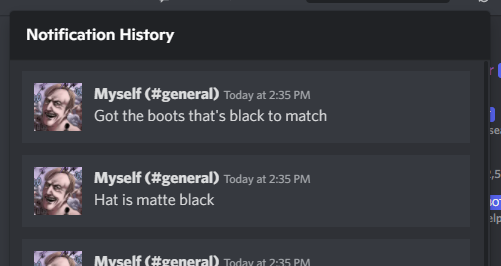 Notification History
Myself (#general) Today at 2:35 PM
Got the boots that's black to match
Myself (#general) Today at 2:35 PM
Hat is matte black
Myself (#general) Today at 2:35 PM